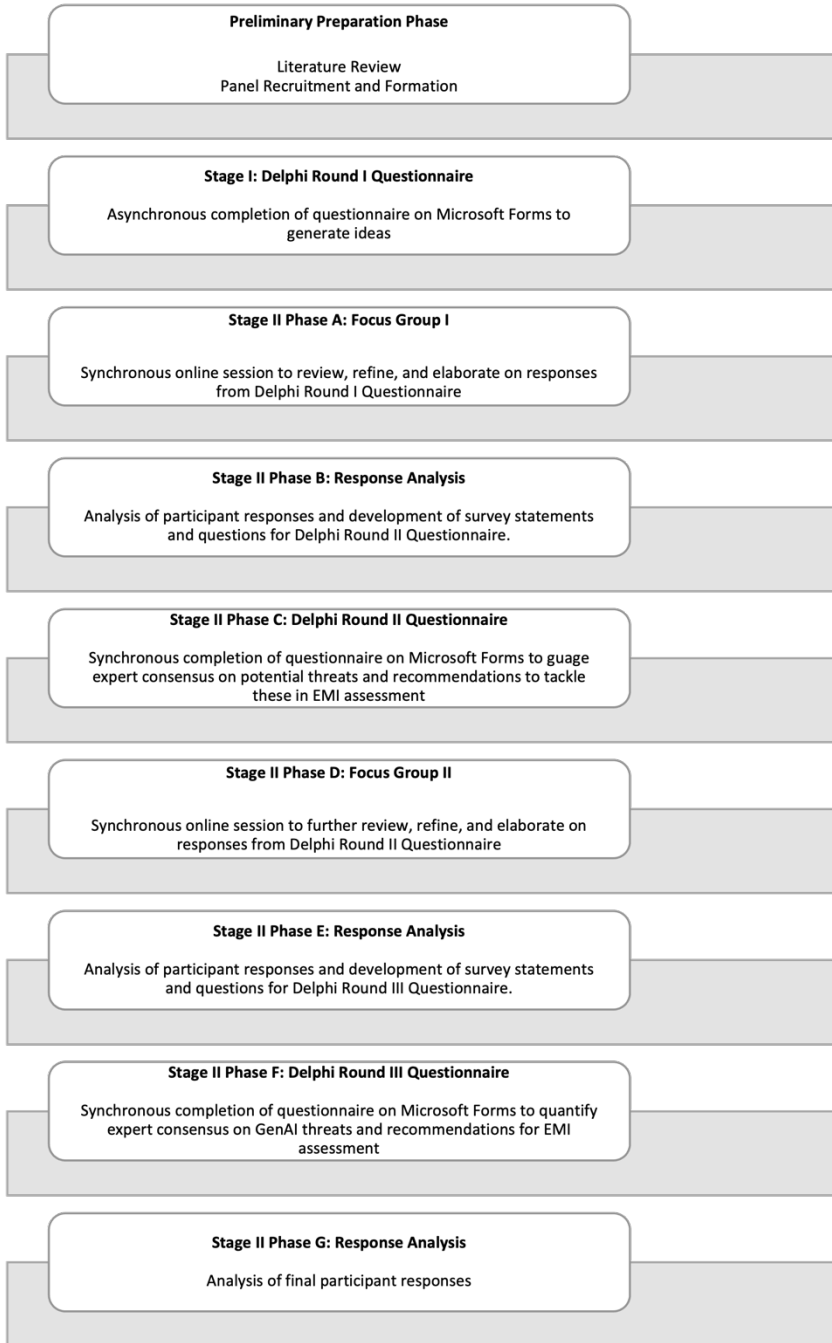 Preliminary Preparation Phase
Literature Review
Panel Recruitment and Formation
Stage I: Delphi Round I Questionnaire
Asynchronous completion of questionnaire on Microsoft Forms to
generate ideas
Stage II Phase A: Focus Group I
Synchronous online session to review, refine, and elaborate on responses
from Delphi Round I Questionnaire
Stage II Phase B: Response Analysis
Analysis of participant responses and development of survey statements
and questions for Delphi Round II Questionnaire.
Stage II Phase C: Delphi Round II Questionnaire
Synchronous completion of questionnaire on Microsoft Forms to guage
expert consensus on potential threats and recommendations to tackle
these in EMI assessment
Stage II Phase D: Focus Group II
Synchronous online session to further review, refine, and elaborate on
responses from Delphi Round II Questionnaire
Stage II Phase E: Response Analysis
Analysis of participant responses and development of survey statements
and questions for Delphi Round III Questionnaire.
Stage II Phase F: Delphi Round III Questionnaire
Synchronous completion of questionnaire on Microsoft Forms to quantify
expert consensus on GenAI threats and recommendations for EMI
assessment
Stage II Phase G: Response Analysis
Analysis of final participant responses